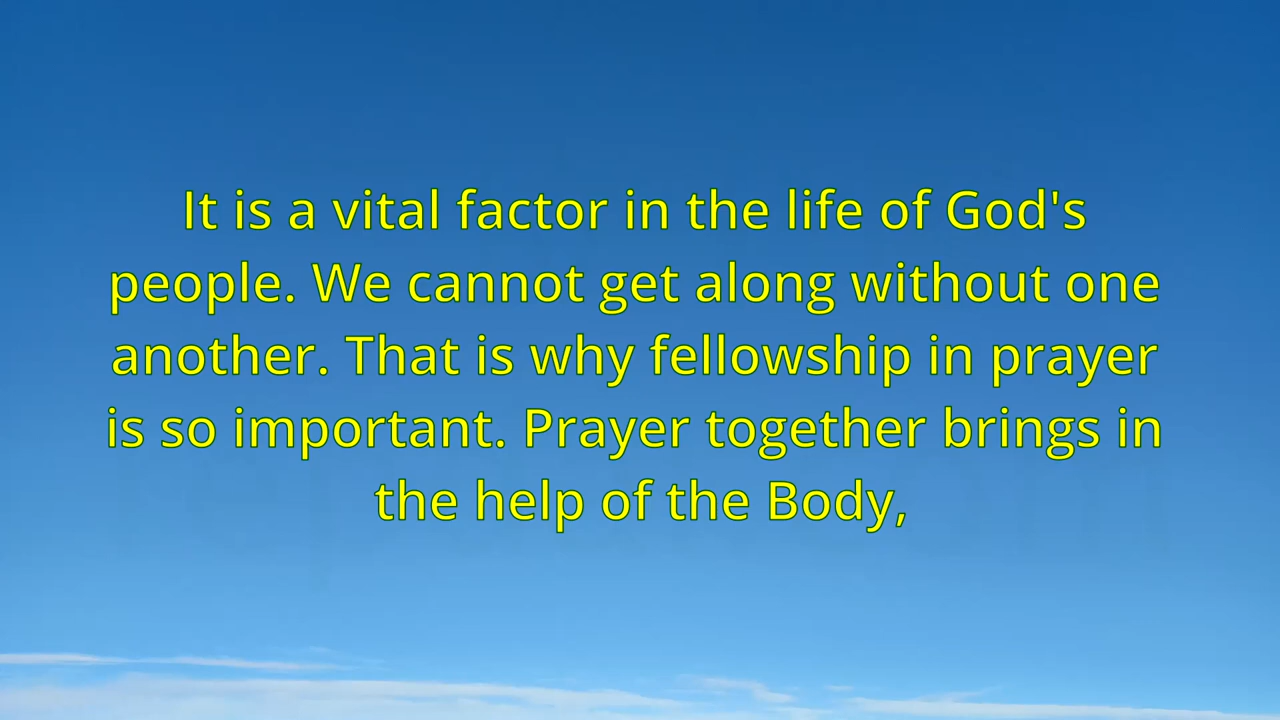 It is a vital factor in the life of God's
people. We cannot get along without one
another. That is why fellowship in prayer
is so important. Prayer together brings in
the help of the Body,